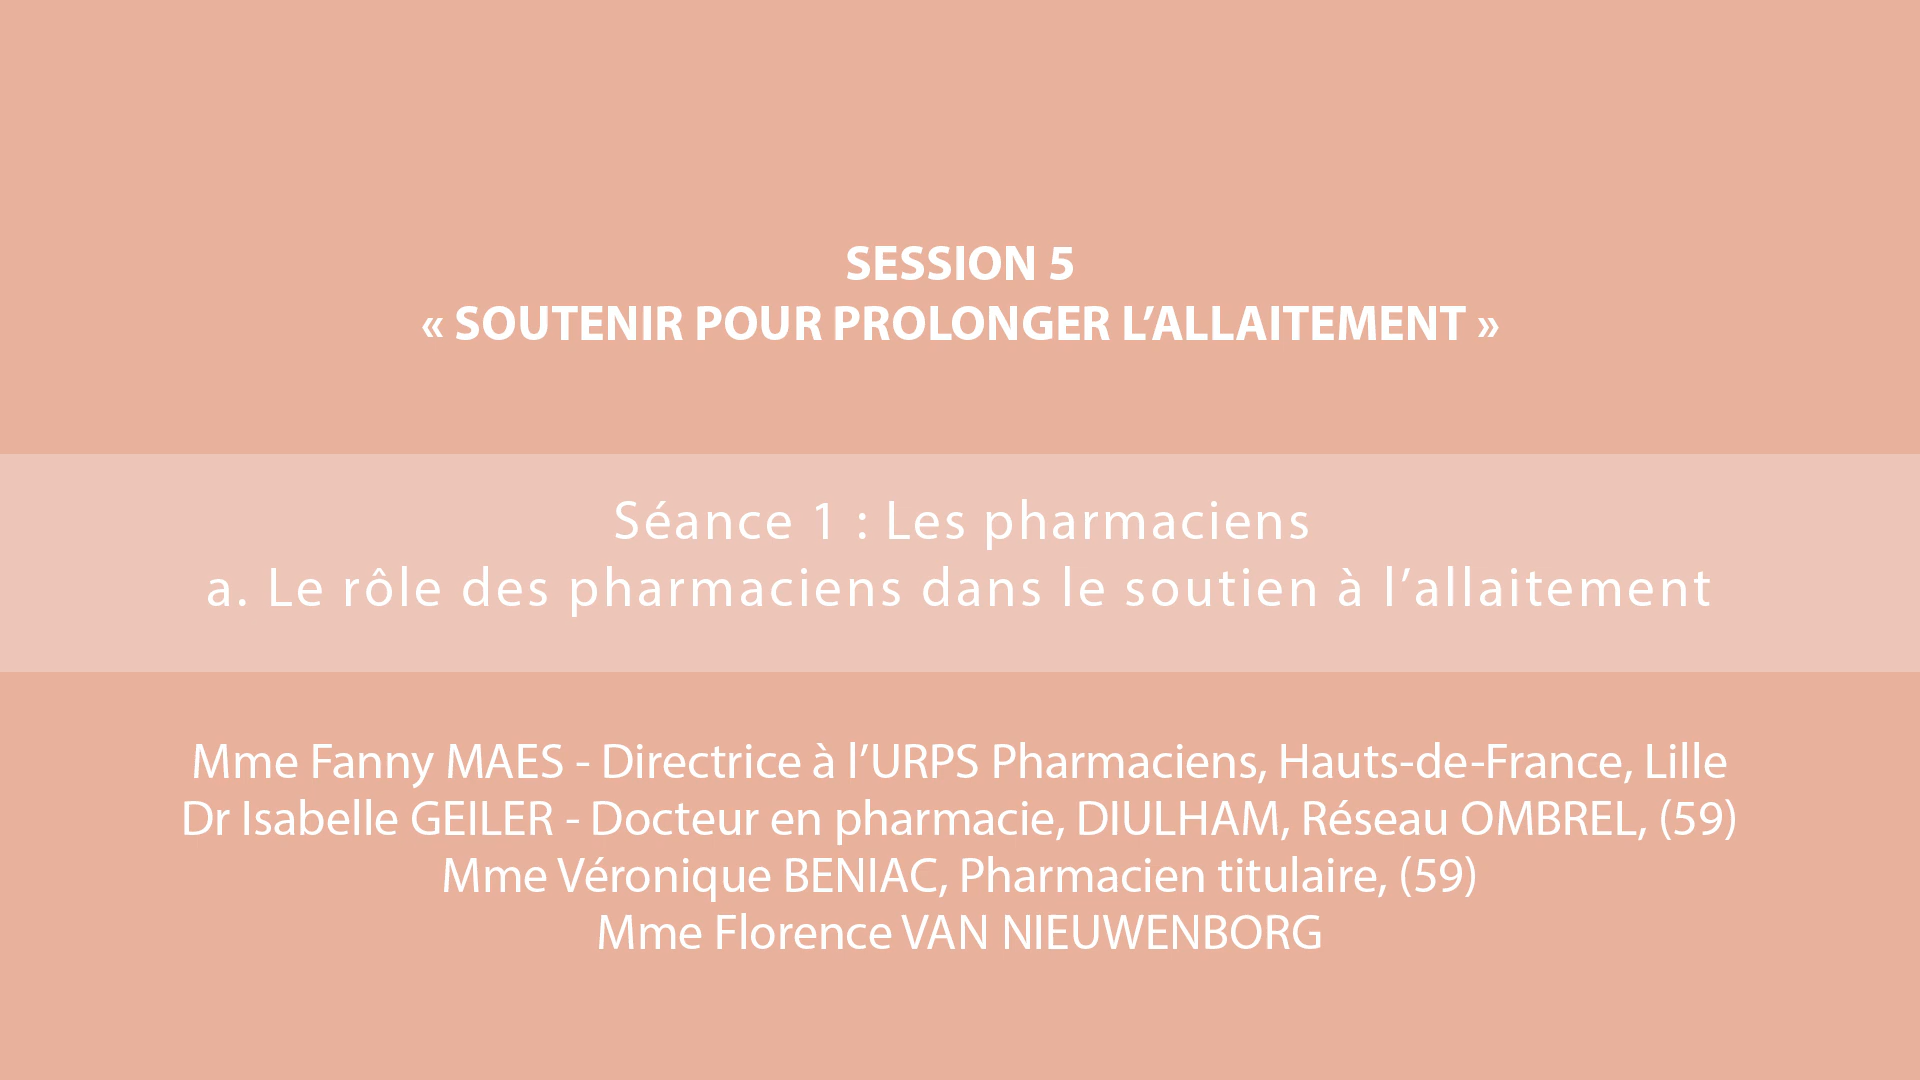 SESSION 5
« SOUTENIR POUR PROLONGER L’ALLAITEMENT »
Séance 1 : Les pharmaciens
a. Le rôle des pharmaciens dans le soutien à l’allaitement
Mme Fanny MAES - Directrice à l’URPS Pharmaciens, Hauts-de-France, Lille
Dr Isabelle GEILER - Docteur en pharmacie, DIULHAM, Réseau OMBREL, (59)
Mme Véronique BENIAC, Pharmacien titulaire, (59)
Mme Florence VAN NIEUWENBORG